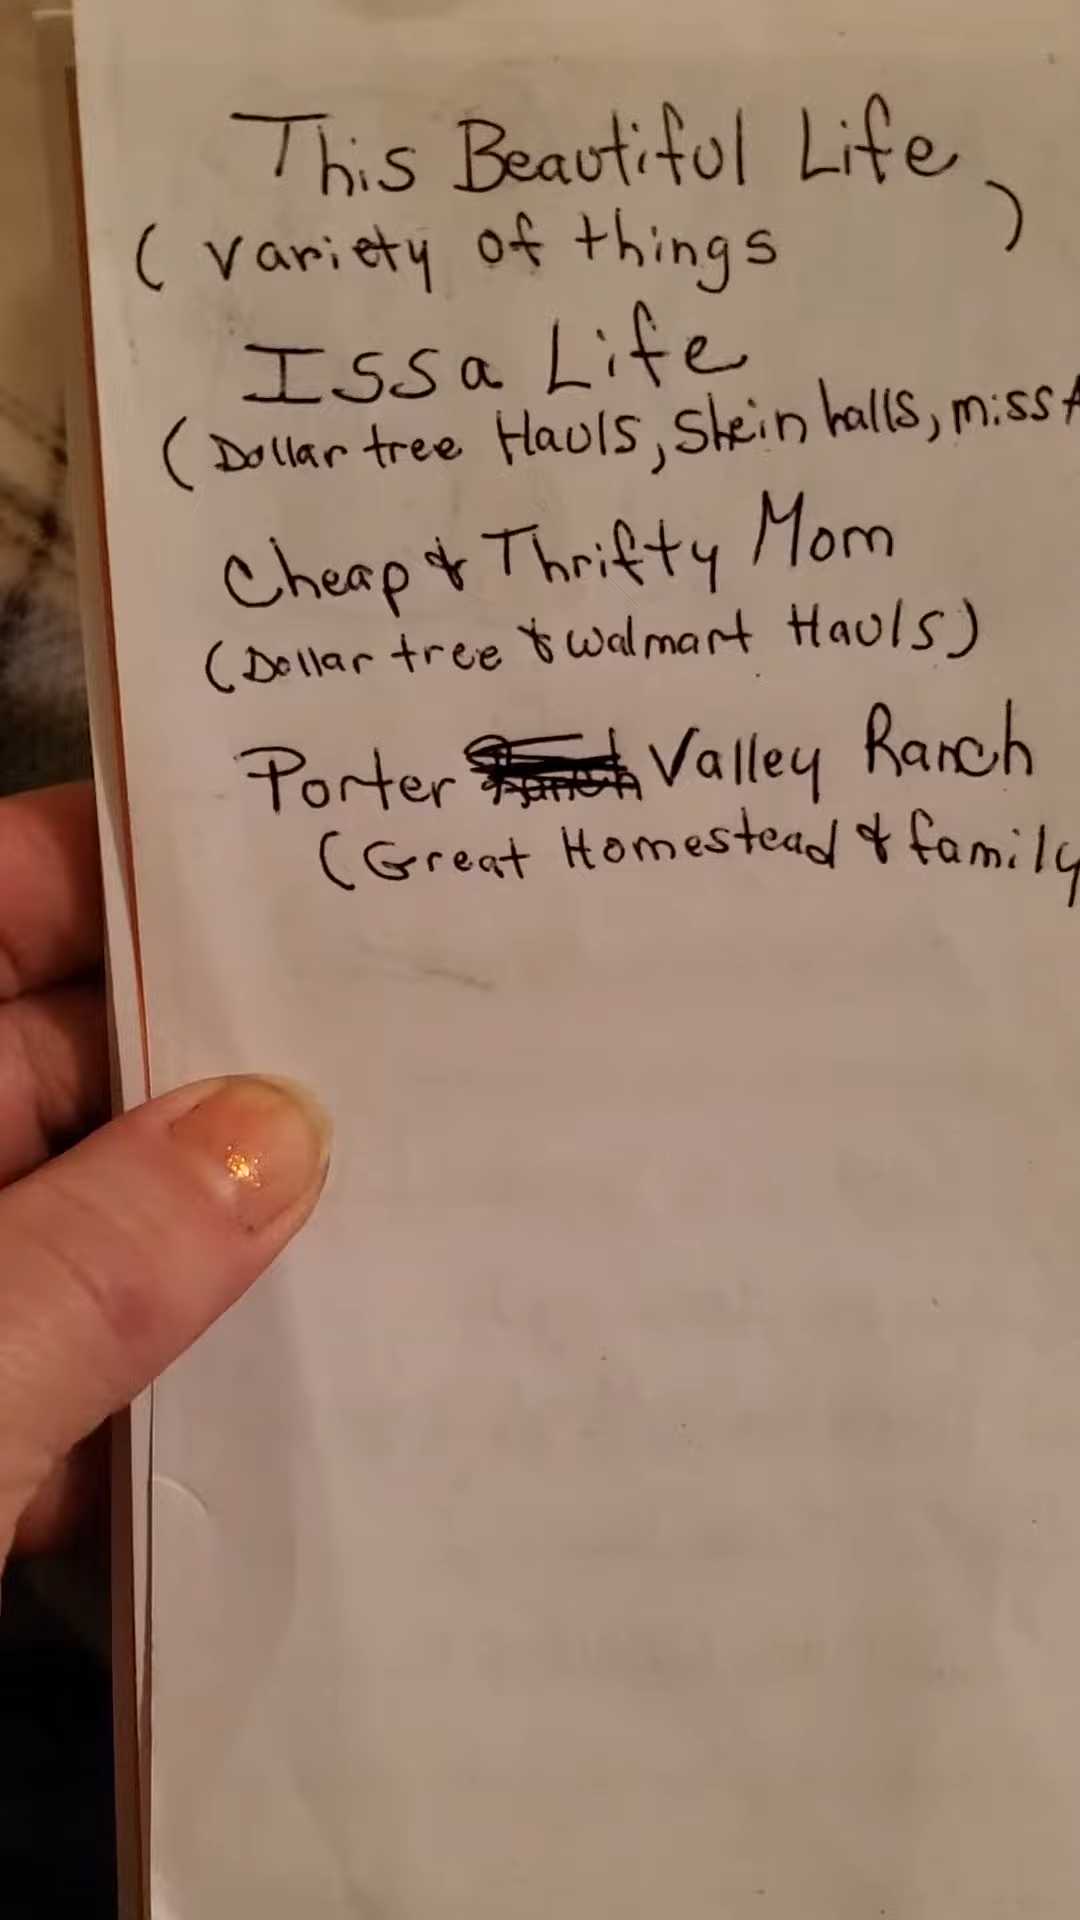 This Beautiful Life
( variety of things )
Issa Life
(Dollar tree Hauls, Shein halls, miss A
Cheap & Thrifty Mom
(Dollar tree & Walmart Hauls)
Porter Valley Ranch
(Great Homestead & family